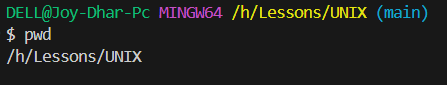 DELL@Joy-Dhar-Pc MINGW64 /h/Lessons/UNIX (main)
$ pwd
/h/Lessons/UNIX